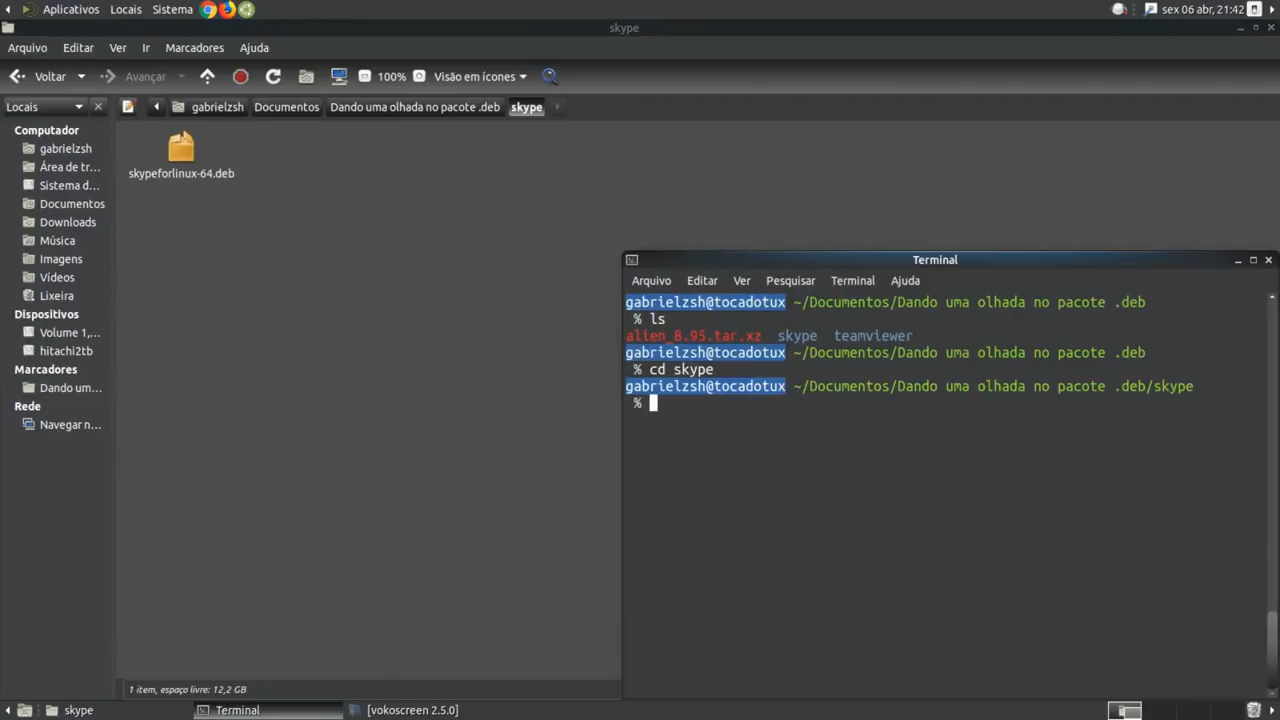 Aplicativos Locais Sistema sex 06 abr, 21:42
skype
Arquivo Editar Ver Ir Marcadores Ajuda
Voltar Avançar 100% Visão em ícones
Locais gabrielzsh Documentos Dando uma olhada no pacote .deb skype
Computador
gabrielzsh
Área de tr...
Sistema d...
Documentos
Downloads
Música
Imagens
Vídeos
Lixeira
Dispositivos
Volume 1,...
hitachi2tb
Marcadores
Dando um...
Rede
Navegar n...
skypeforlinux-64.deb
1 item, espaço livre: 12,2 GB
Terminal
Arquivo Editar Ver Pesquisar Terminal Ajuda
gabrielzsh@tocadotux ~/Documentos/Dando uma olhada no pacote .deb
% ls
alien_8.95.tar.xz skype teamviewer
gabrielzsh@tocadotux ~/Documentos/Dando uma olhada no pacote .deb
% cd skype
gabrielzsh@tocadotux ~/Documentos/Dando uma olhada no pacote .deb/skype
%
skype Terminal [vokoscreen 2.5.0]